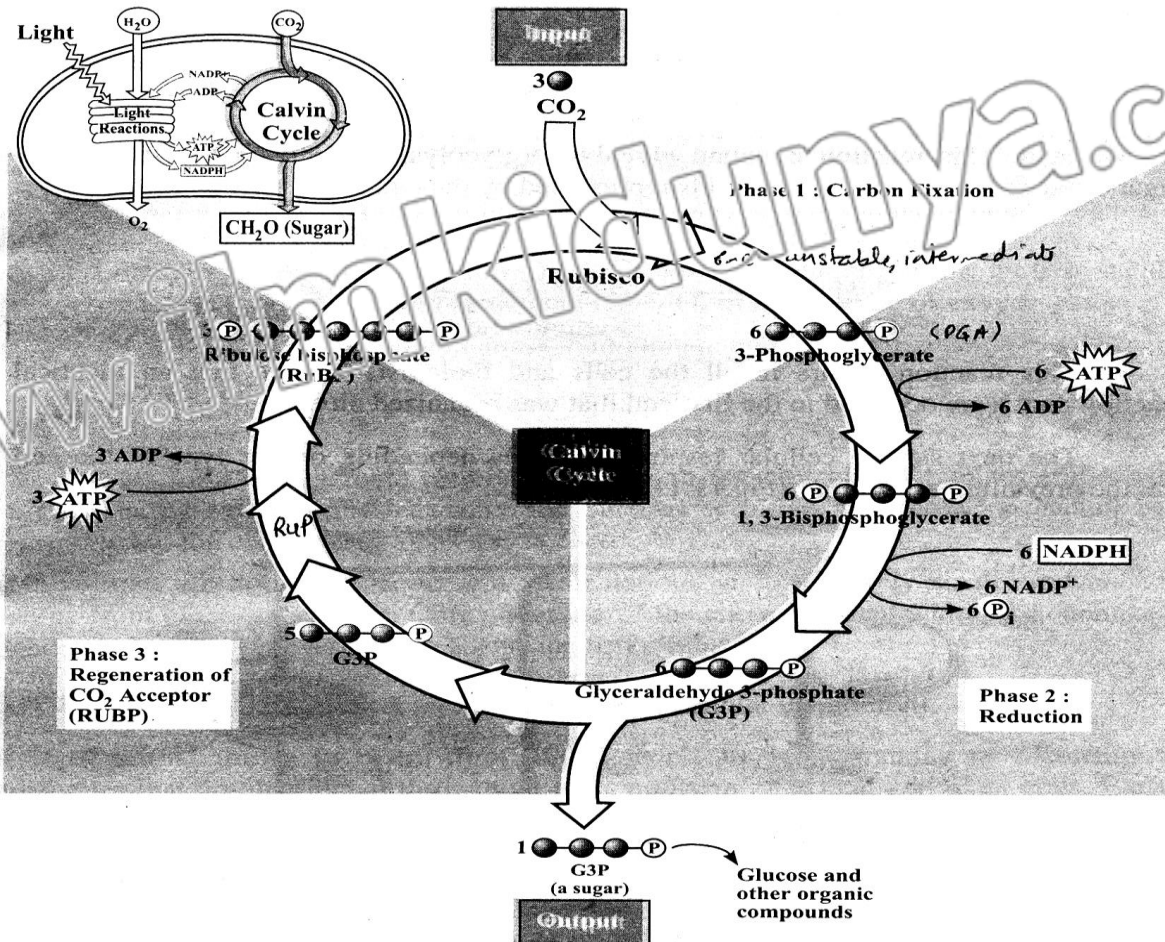 Light
H₂O
CO₂
NADP⁺
ADP
Light
Reactions
Calvin
Cycle
ATP
NADPH
O₂
CH₂O (Sugar)
Input
3
CO₂
www.ilmkidunya.c
Phase 1 : Carbon Fixation
unstable, intermediate
Rubisco
3 P P
Ribulose bisphosphate
6 P (PGA)
3-Phosphoglycerate
6 ATP
6 ADP
Calvin
Cycle
3 ADP
3 ATP
RuP
6 P P
1, 3-Bisphosphoglycerate
6 NADPH
6 NADP⁺
6 Pi
5 P
G3P
6 P
Glyceraldehyde 3-phosphate
(G3P)
Phase 3 :
Regeneration of
CO₂ Acceptor
(RUBP)
Phase 2 :
Reduction
1 P
G3P
(a sugar)
Glucose and
other organic
compounds
Output